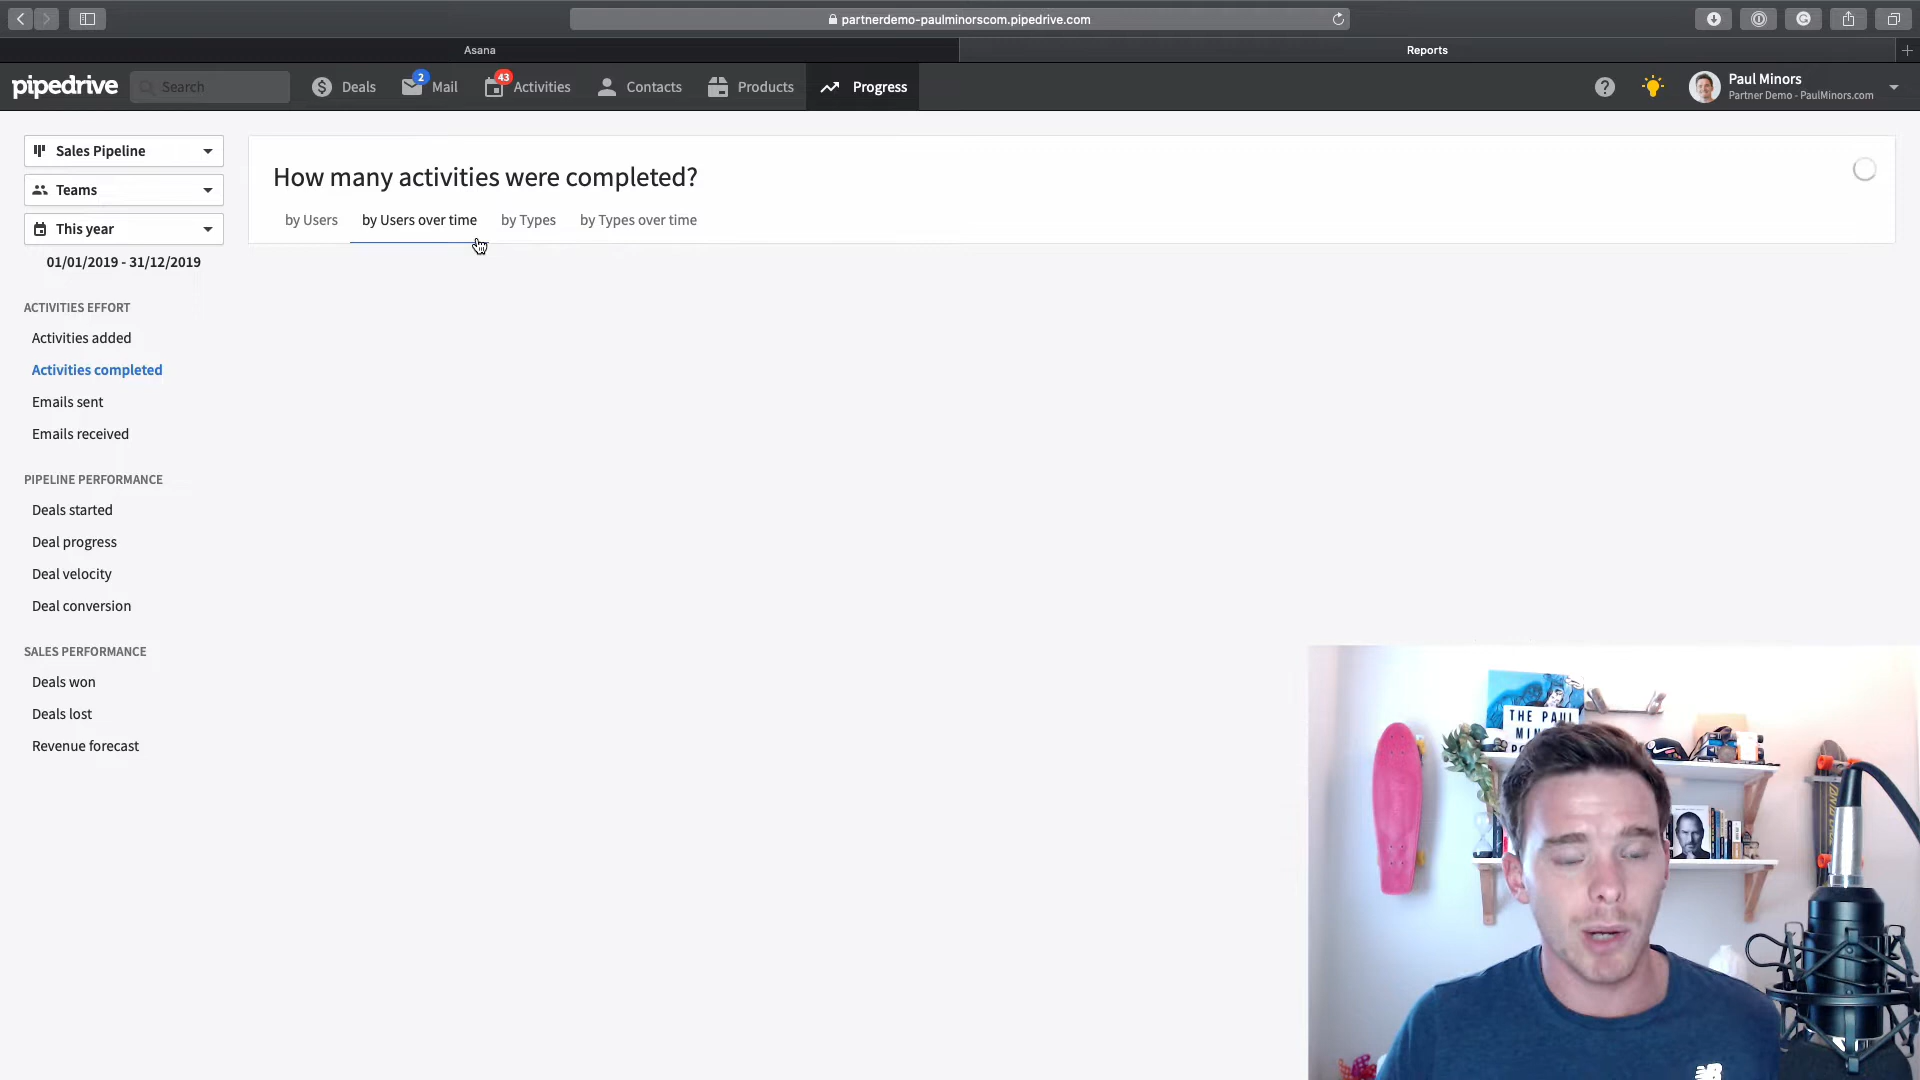 partnerdemo-paulminorscom.pipedrive.com
Asana
Reports
pipedrive
Search
Deals
2
Mail
43
Activities
Contacts
Products
Progress
Paul Minors
Partner Demo - PaulMinors.com
Sales Pipeline
Teams
This year
01/01/2019 - 31/12/2019
ACTIVITIES EFFORT
Activities added
Activities completed
Emails sent
Emails received
PIPELINE PERFORMANCE
Deals started
Deal progress
Deal velocity
Deal conversion
SALES PERFORMANCE
Deals won
Deals lost
Revenue forecast
How many activities were completed?
by Users
by Users over time
by Types
by Types over time
THE PAUL